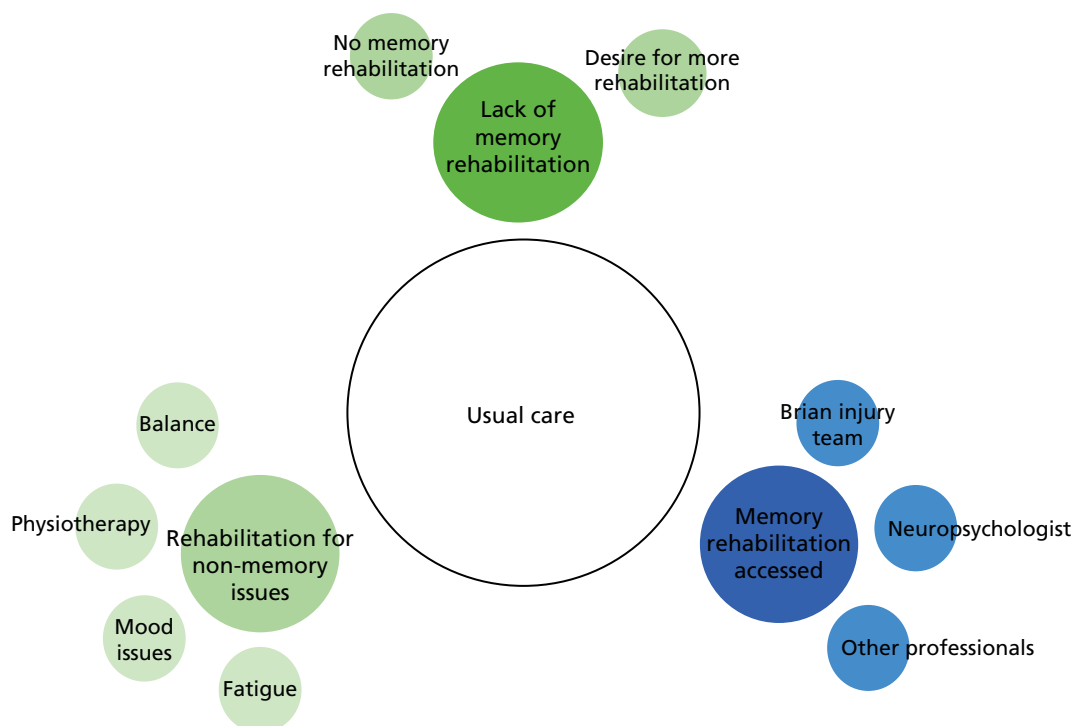 No memory
rehabilitation
Desire for more
rehabilitation
Lack of
memory
rehabilitation
Usual care
Balance
Physiotherapy
Rehabilitation for
non-memory
issues
Mood
issues
Fatigue
Brian injury
team
Memory
rehabilitation
accessed
Neuropsychologist
Other professionals